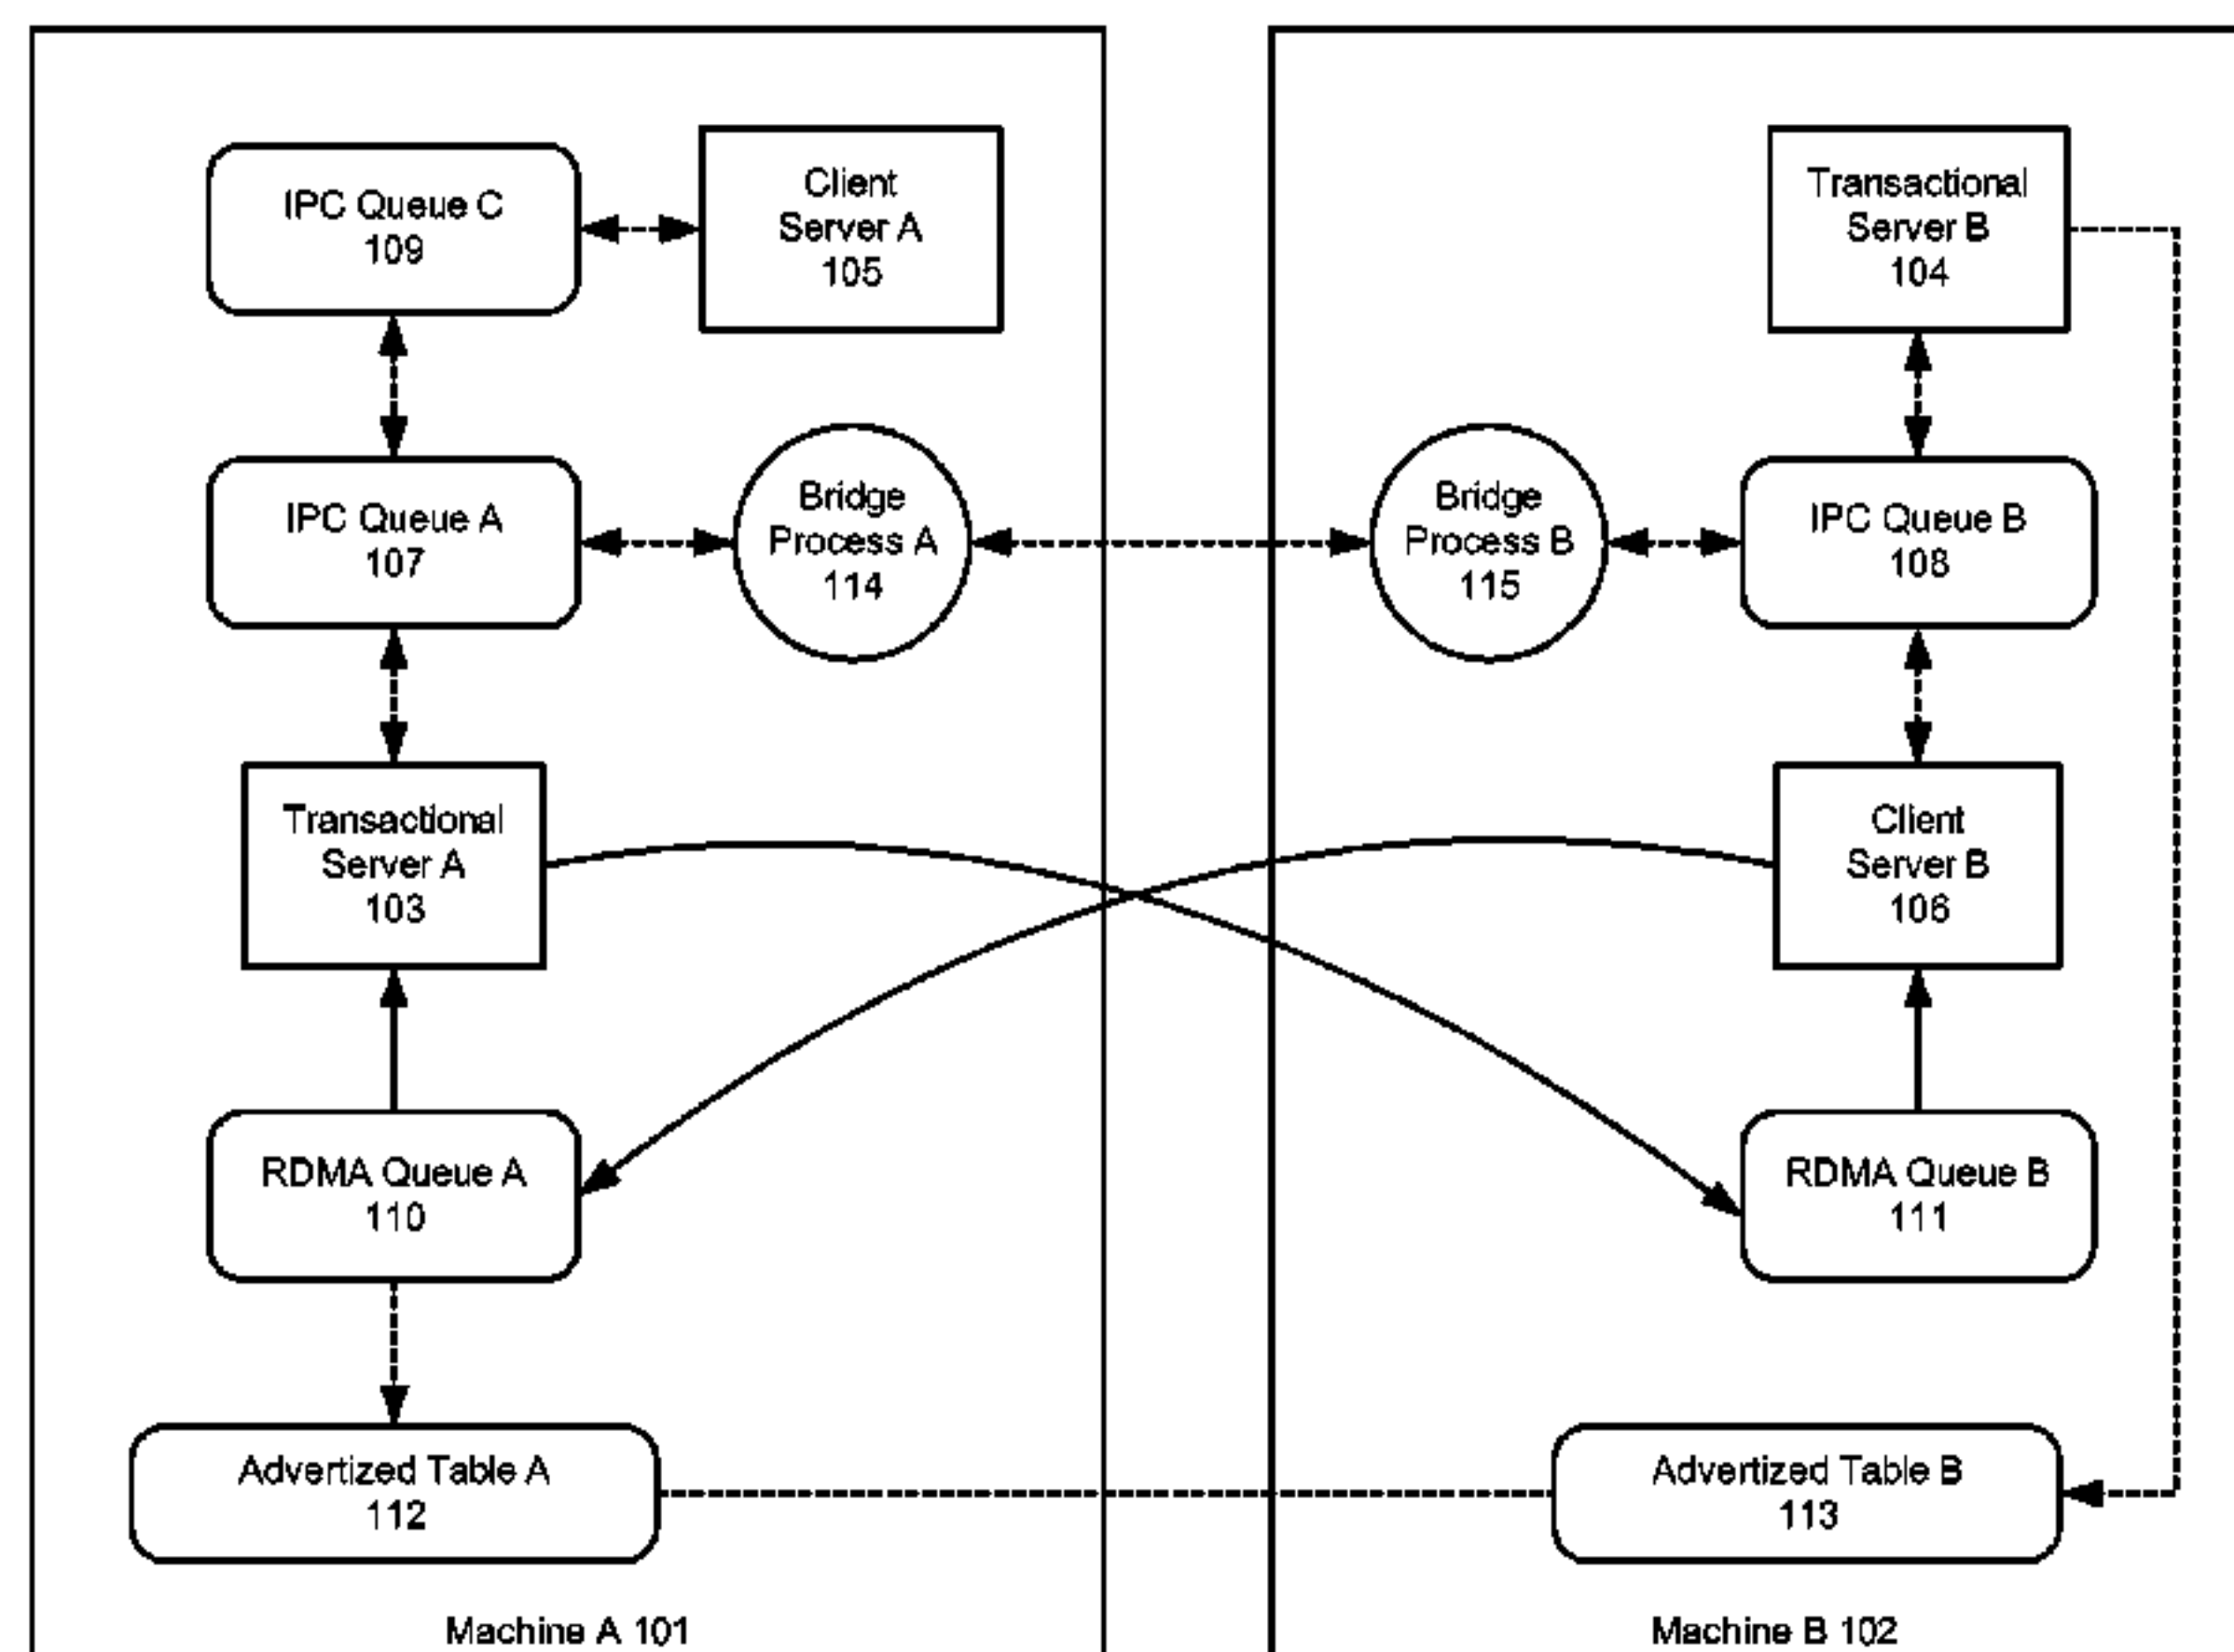 IPC Queue C
109
Client
Server A
105
Transactional
Server B
104
IPC Queue A
107
Bridge
Process A
114
Bridge
Process B
115
IPC Queue B
108
Transactional
Server A
103
Client
Server B
106
RDMA Queue A
110
RDMA Queue B
111
Advertized Table A
112
Advertized Table B
113
Machine A 101
Machine B 102